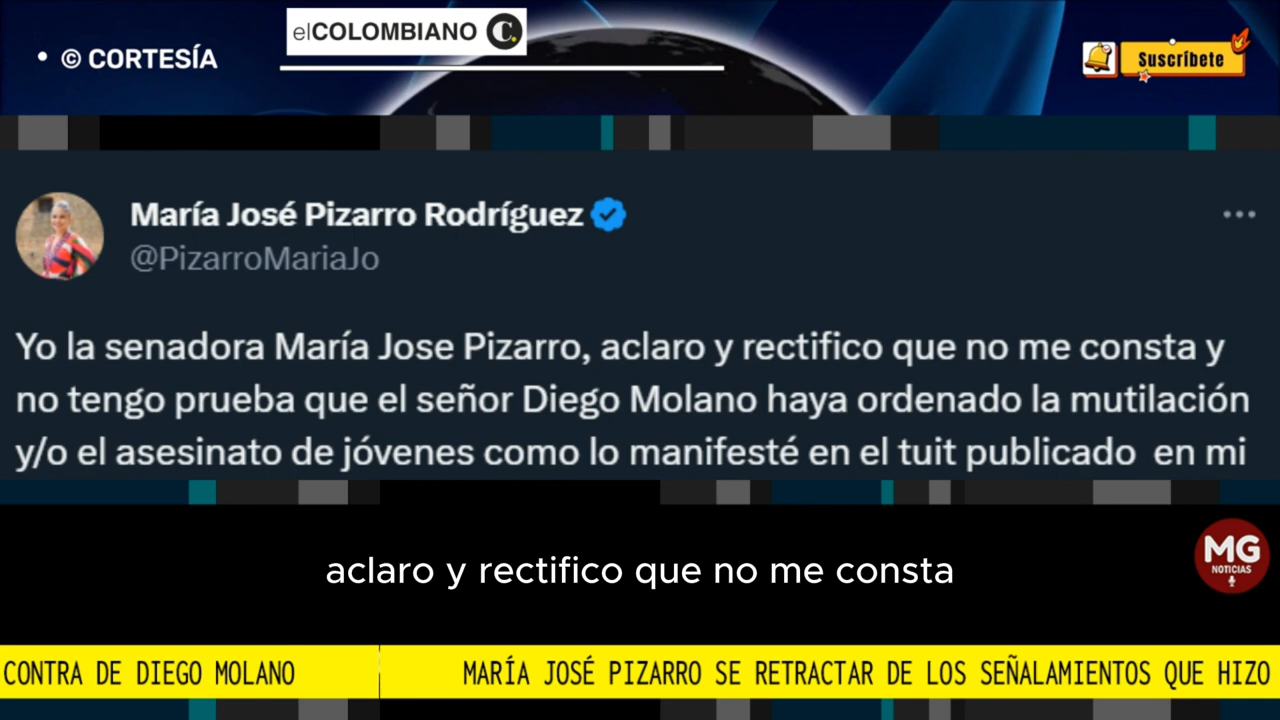 elCOLOMBIANO C.
• © CORTESÍA
Suscríbete
María José Pizarro Rodríguez
@PizarroMariaJo
Yo la senadora María Jose Pizarro, aclaro y rectifico que no me consta y
no tengo prueba que el señor Diego Molano haya ordenado la mutilación
y/o el asesinato de jóvenes como lo manifesté en el tuit publicado en mi
aclaro y rectifico que no me consta
MG
NOTICIAS
CONTRA DE DIEGO MOLANO MARÍA JOSÉ PIZARRO SE RETRACTAR DE LOS SEÑALAMIENTOS QUE HIZO